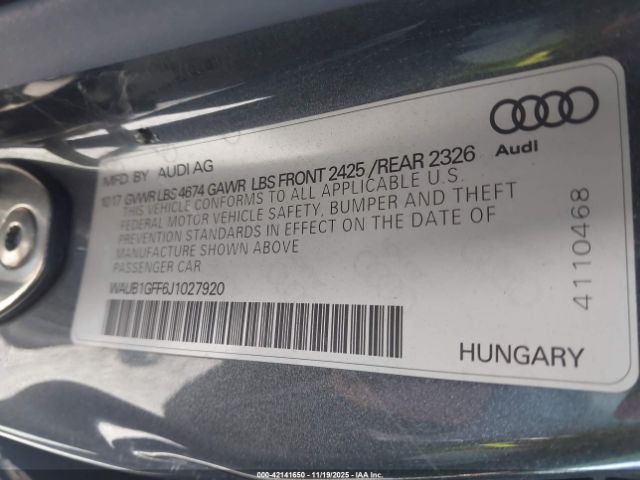 MFD BY AUDI AG
10 17 GVWR LBS 4674 GAWR LBS FRONT 2425 /REAR 2326
THIS VEHICLE CONFORMS TO ALL APPLICABLE U.S.
FEDERAL MOTOR VEHICLE SAFETY, BUMPER AND THEFT
PREVENTION STANDARDS IN EFFECT ON THE DATE OF
MANUFACTURE SHOWN ABOVE
PASSENGER CAR
WAUB1GFF6J1027920
Audi
4110468
HUNGARY
000-42141650 - 11/19/2025 - IAA Inc.